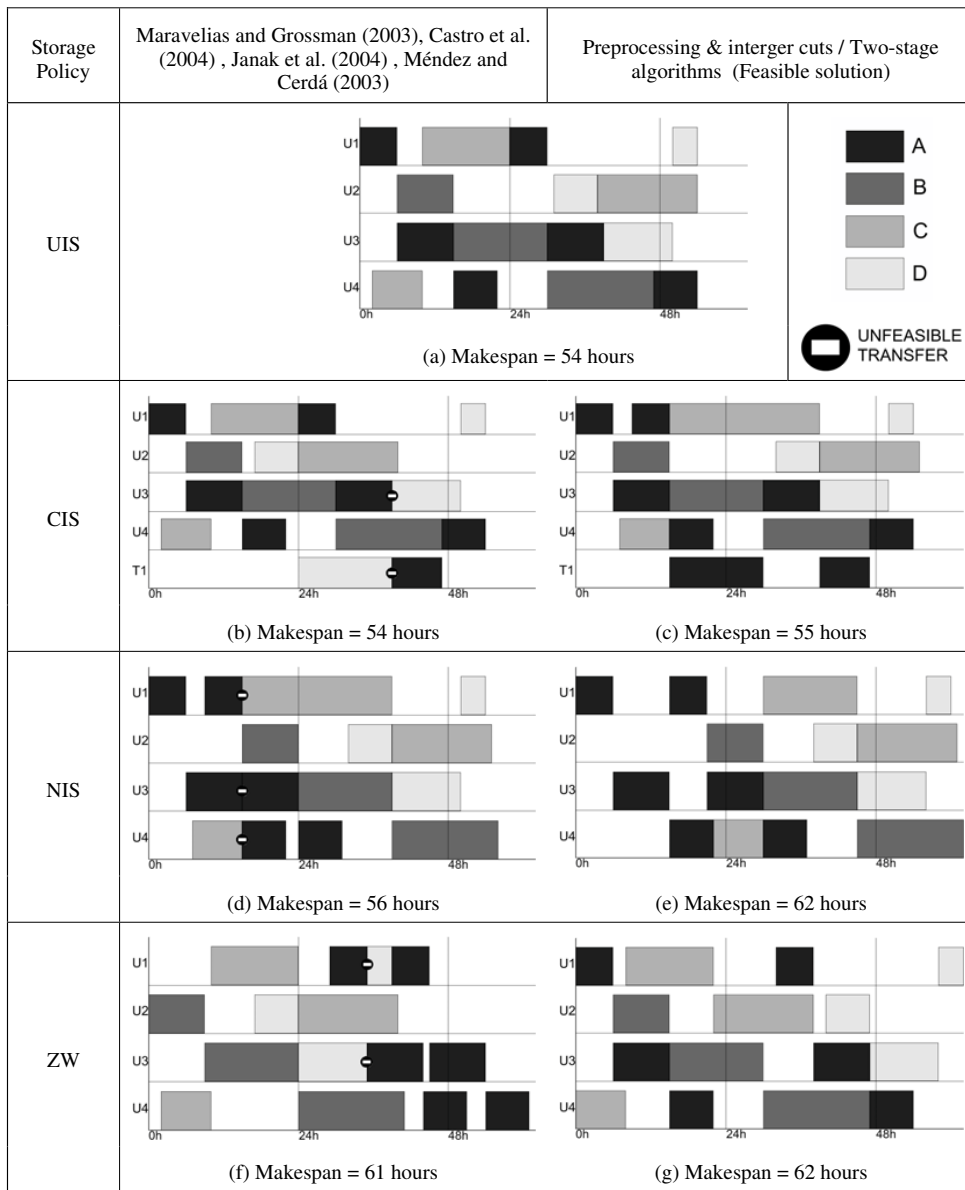 Storage
Policy
Maravelias and Grossman (2003), Castro et al.
(2004) , Janak et al. (2004) , Méndez and
Cerdá (2003)
Preprocessing & interger cuts / Two-stage
algorithms (Feasible solution)
UIS
U1
U2
U3
U4
0h
24h
48h
(a) Makespan = 54 hours
A
B
C
D
UNFEASIBLE
TRANSFER
CIS
U1
U2
U3
U4
T1
0h
24h
48h
(b) Makespan = 54 hours
U1
U2
U3
U4
T1
0h
24h
48h
(c) Makespan = 55 hours
NIS
U1
U2
U3
U4
0h
24h
48h
(d) Makespan = 56 hours
U1
U2
U3
U4
0h
24h
48h
(e) Makespan = 62 hours
ZW
U1
U2
U3
U4
0h
24h
48h
(f) Makespan = 61 hours
U1
U2
U3
U4
0h
24h
48h
(g) Makespan = 62 hours